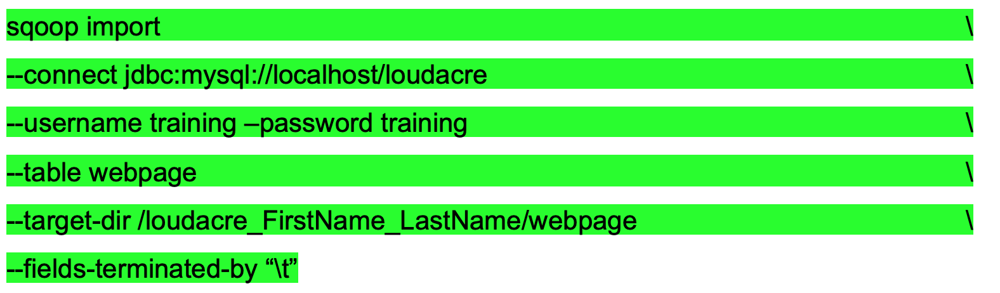 sqoop import \
--connect jdbc:mysql://localhost/loudacre \
--username training –password training \
--table webpage \
--target-dir /loudacre_FirstName_LastName/webpage \
--fields-terminated-by “\t”